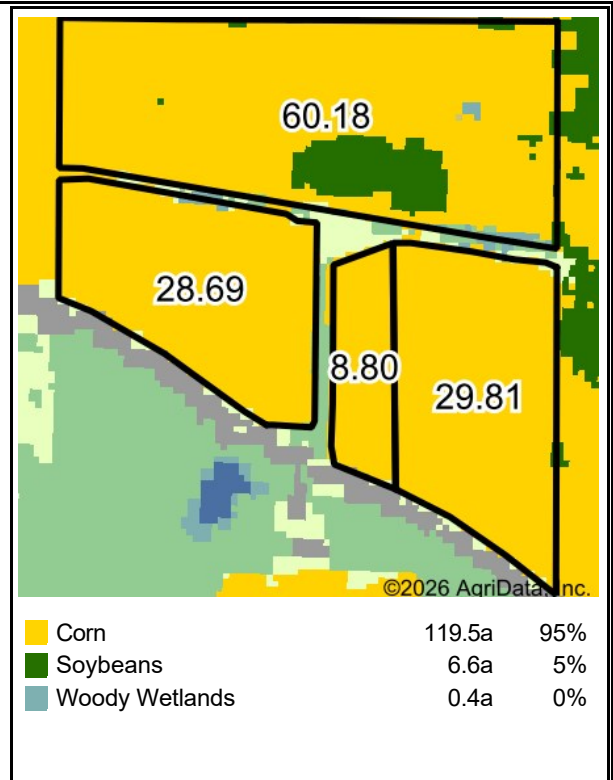 60.18
28.69
8.80
29.81
©2026 AgriData, Inc.
Corn 119.5a 95%
Soybeans 6.6a 5%
Woody Wetlands 0.4a 0%